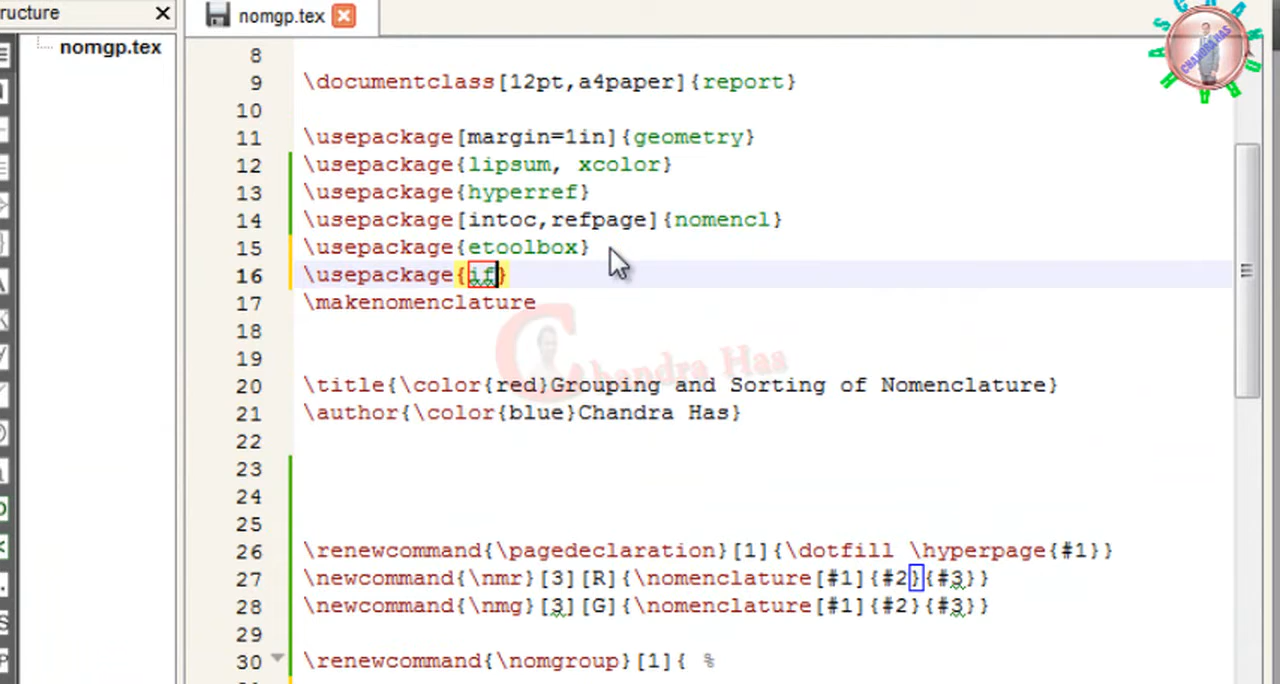 ructure
nomgp.tex
nomgp.tex
8
9 \documentclass[12pt,a4paper]{report}
10
11 \usepackage[margin=1in]{geometry}
12 \usepackage{lipsum, xcolor}
13 \usepackage{hyperref}
14 \usepackage[intoc,refpage]{nomencl}
15 \usepackage{etoolbox}
16 \usepackage{if}
17 \makenomenclature
18
19
20 \title{\color{red}Grouping and Sorting of Nomenclature}
21 \author{\color{blue}Chandra Has}
22
23
24
25
26 \renewcommand{\pagedeclaration}[1]{\dotfill \hyperpage{#1}}
27 \newcommand{\nmr}[3][R]{\nomenclature[#1]{#2}{#3}}
28 \newcommand{\nmg}[3][G]{\nomenclature[#1]{#2}{#3}}
29
30 \renewcommand{\nomgroup}[1]{ %
Chandra Has
CHANDRA HAS